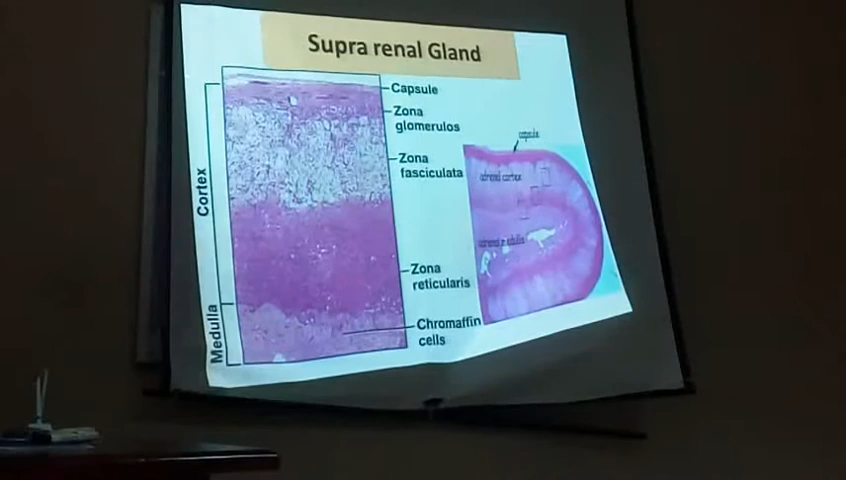 Supra renal Gland
Capsule
Zona
glomerulos
Zona
fasciculata
Zona
reticularis
Chromaffin
cells
Cortex
Medulla
capsule
adrenal cortex
adrenal medulla